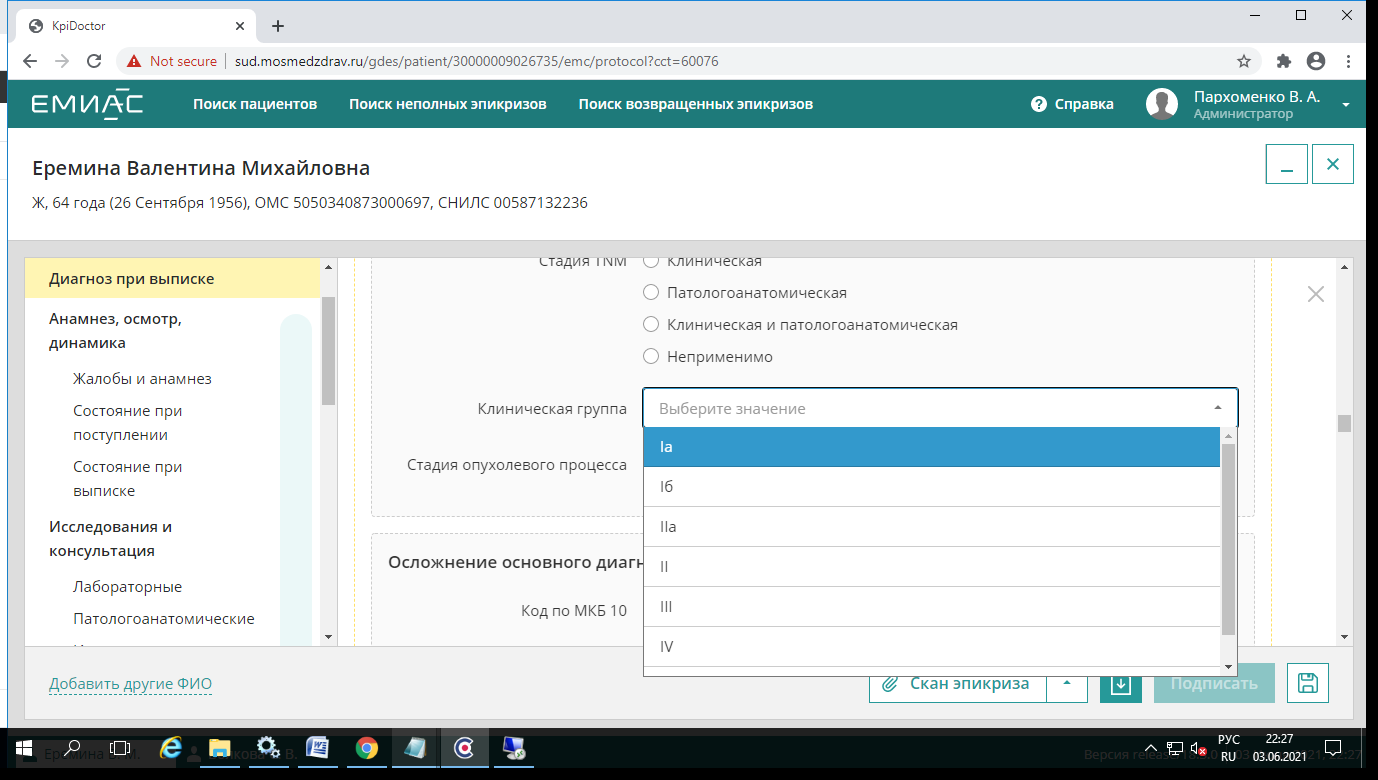 KpiDoctor
Not secure
sud.mosmedzdrav.ru/gdes/patient/30000009026735/emc/protocol?cct=60076
ЕМИАС
Поиск пациентов
Поиск неполных эпикризов
Поиск возвращенных эпикризов
Справка
Пархоменко В. А.
Администратор
Еремина Валентина Михайловна
Ж, 64 года (26 Сентября 1956), ОМС 5050340873000697, СНИЛС 00587132236
Диагноз при выписке
Анамнез, осмотр,
динамика
Жалобы и анамнез
Состояние при
поступлении
Состояние при
выписке
Исследования и
консультация
Лабораторные
Патологоанатомические
Стадия TNM
Клиническая
Патологоанатомическая
Клиническая и патологоанатомическая
Неприменимо
Клиническая группа
Выберите значение
Iа
Iб
IIа
II
III
IV
Стадия опухолевого процесса
Осложнение основного диагн
Код по МКБ 10
Добавить другие ФИО
Скан эпикриза
Подписать
Еремина В. М.
Версия release
РУС
RU
22:27
03.06.2021